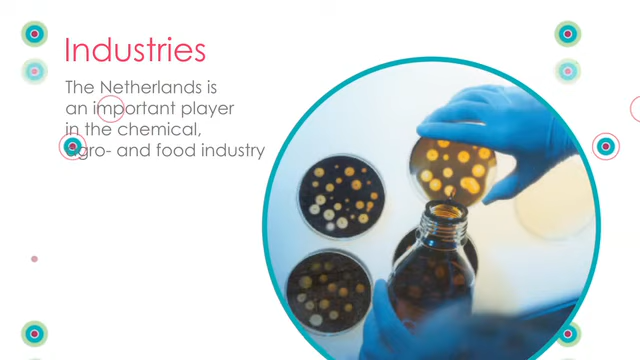 Industries
The Netherlands is
an important player
in the chemical,
agro- and food industry